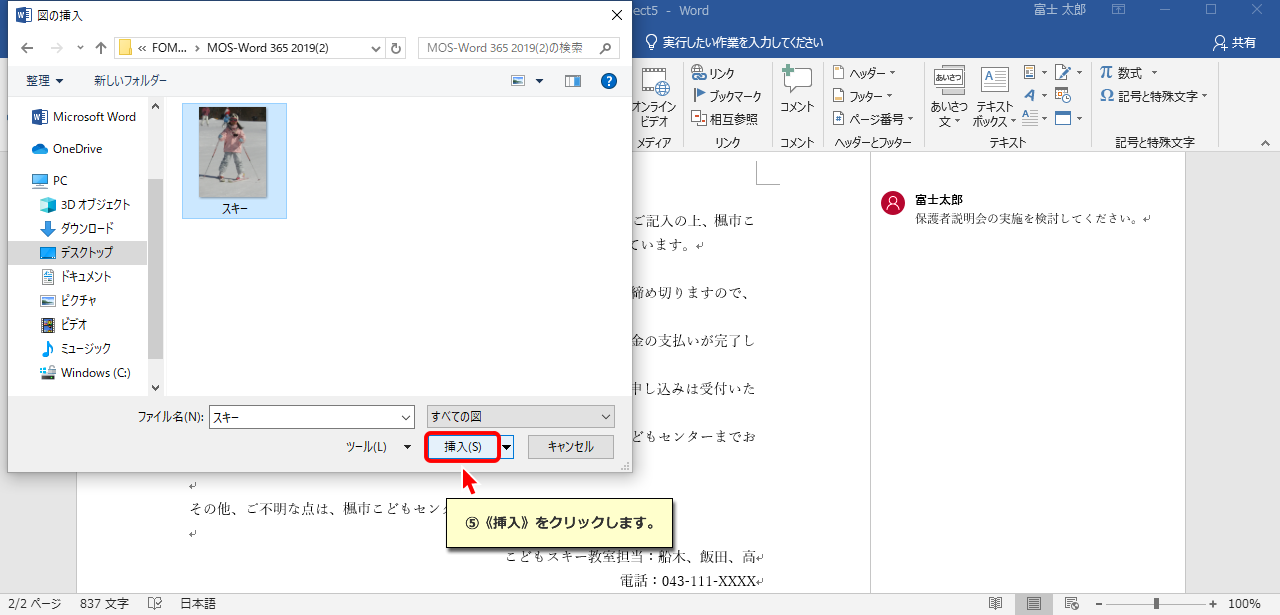 図の挿入
ect5 - Word
富士 太郎
« FOM... › MOS-Word 365 2019(2)
MOS-Word 365 2019(2)の検索
実行したい作業を入力してください
共有
整理
新しいフォルダー
Microsoft Word
OneDrive
PC
3D オブジェクト
ダウンロード
デスクトップ
ドキュメント
ピクチャ
ビデオ
ミュージック
Windows (C:)
スキー
ファイル名(N):
スキー
すべての図
ツール(L)
挿入(S)
キャンセル
オンライン
ビデオ
メディア
リンク
ブックマーク
相互参照
リンク
コメント
コメント
ヘッダー
フッター
ページ番号
ヘッダーとフッター
あいさつ
あいさつ
文
テキスト
ボックス
テキスト
数式
記号と特殊文字
記号と特殊文字
富士太郎
保護者説明会の実施を検討してください。
ご記入の上、楓市こ
ています。
締め切りますので、
金の支払いが完了し
申し込みは受付いた
どもセンターまでお
その他、ご不明な点は、楓市こどもセン
⑤《挿入》をクリックします。
こどもスキー教室担当：船木、飯田、高
電話：043-111-XXXX
2/2 ページ
837 文字
日本語
100%